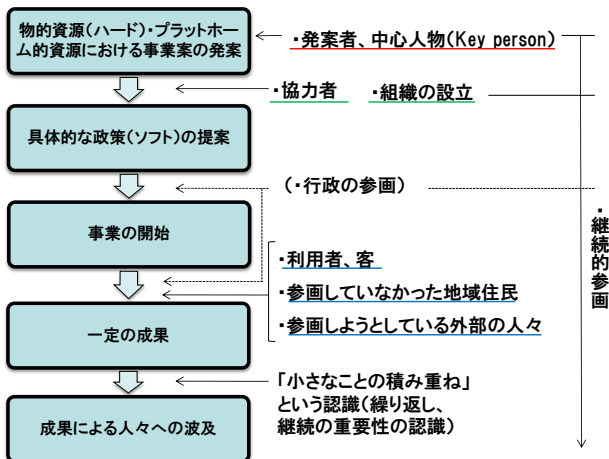 物的資源(ハード)・プラットホー
ム的資源における事業案の発案
・発案者、中心人物(Key person)
・協力者 ・組織の設立
具体的な政策(ソフト)の提案
(・行政の参画)
事業の開始
・利用者、客
・参画していなかった地域住民
・参画しようとしている外部の人々
一定の成果
「小さなことの積み重ね」
という認識(繰り返し、
継続の重要性の認識)
成果による人々への波及
・継続的参画